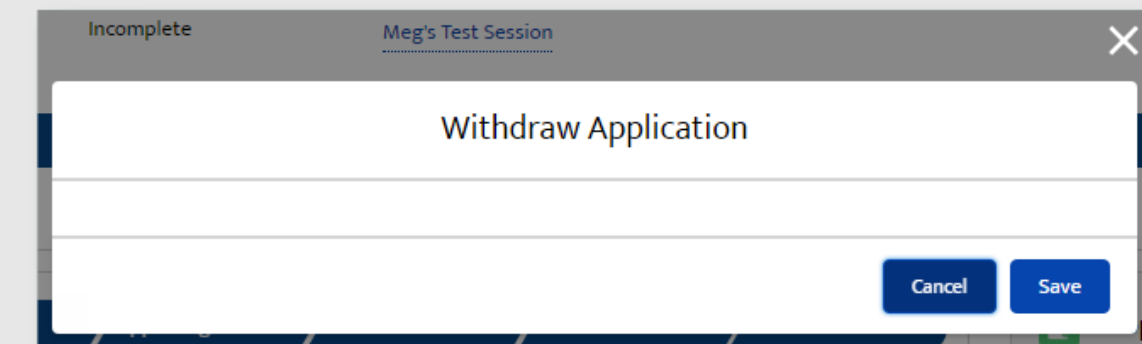 Incomplete
Meg's Test Session
Withdraw Application
Cancel
Save